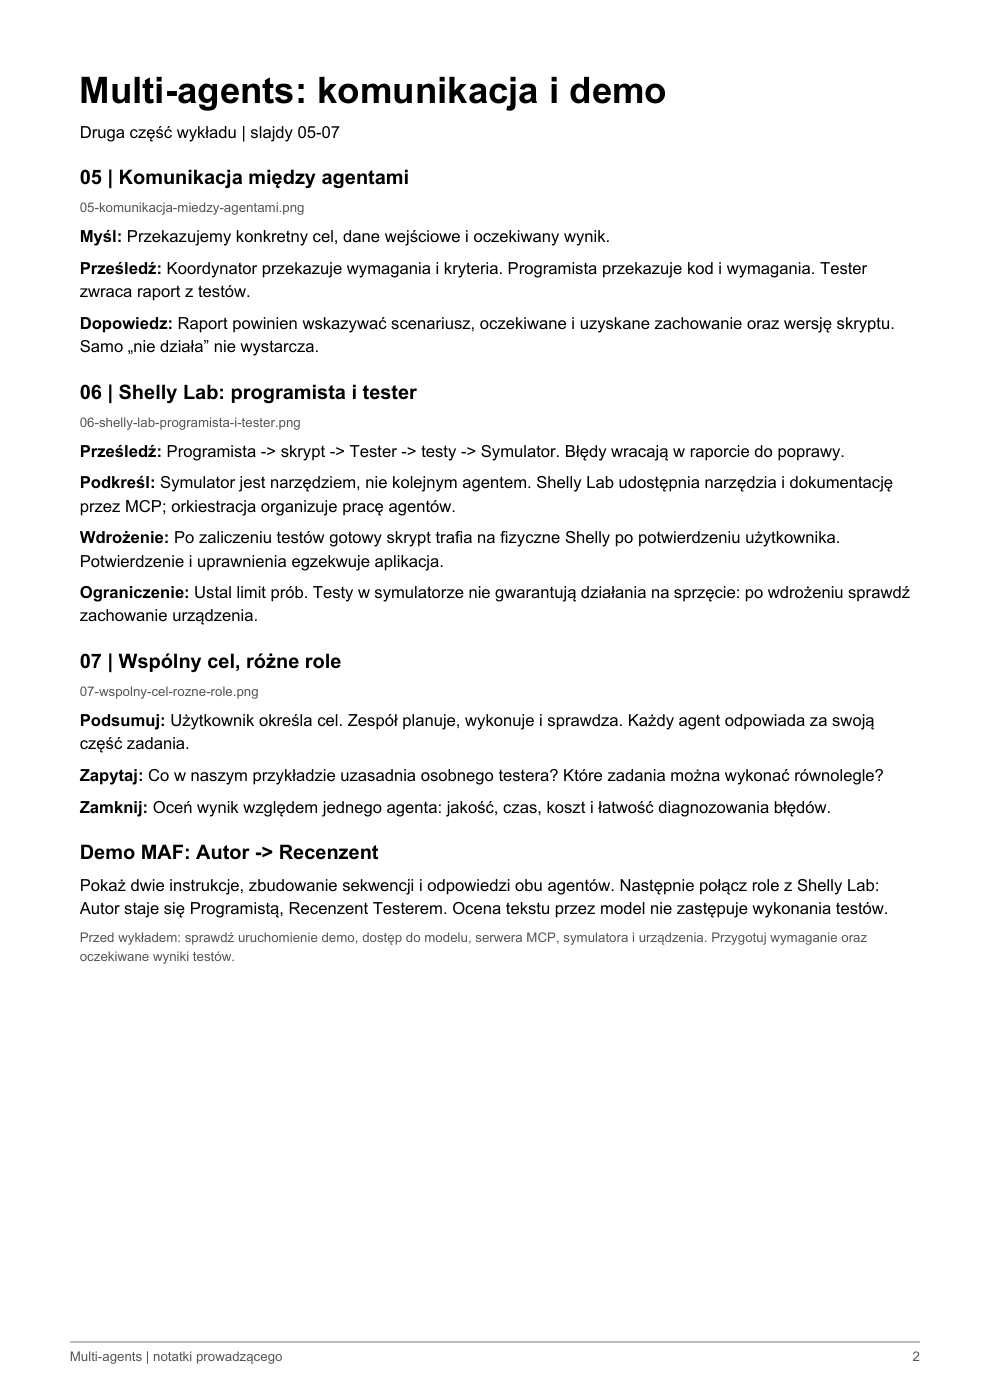 Multi-agents: komunikacja i demo
Druga część wykładu | slajdy 05-07
05 | Komunikacja między agentami
05-komunikacja-miedzy-agentami.png
Myśl: Przekazujemy konkretny cel, dane wejściowe i oczekiwany wynik.
Prześledź: Koordynator przekazuje wymagania i kryteria. Programista przekazuje kod i wymagania. Tester
zwraca raport z testów.
Dopowiedz: Raport powinien wskazywać scenariusz, oczekiwane i uzyskane zachowanie oraz wersję skryptu.
Samo „nie działa” nie wystarcza.
06 | Shelly Lab: programista i tester
06-shelly-lab-programista-i-tester.png
Prześledź: Programista -> skrypt -> Tester -> testy -> Symulator. Błędy wracają w raporcie do poprawy.
Podkreśl: Symulator jest narzędziem, nie kolejnym agentem. Shelly Lab udostępnia narzędzia i dokumentację
przez MCP; orkiestracja organizuje pracę agentów.
Wdrożenie: Po zaliczeniu testów gotowy skrypt trafia na fizyczne Shelly po potwierdzeniu użytkownika.
Potwierdzenie i uprawnienia egzekwuje aplikacja.
Ograniczenie: Ustal limit prób. Testy w symulatorze nie gwarantują działania na sprzęcie: po wdrożeniu sprawdź
zachowanie urządzenia.
07 | Wspólny cel, różne role
07-wspolny-cel-rozne-role.png
Podsumuj: Użytkownik określa cel. Zespół planuje, wykonuje i sprawdza. Każdy agent odpowiada za swoją
część zadania.
Zapytaj: Co w naszym przykładzie uzasadnia osobnego testera? Które zadania można wykonać równolegle?
Zamknij: Oceń wynik względem jednego agenta: jakość, czas, koszt i łatwość diagnozowania błędów.
Demo MAF: Autor -> Recenzent
Pokaż dwie instrukcje, zbudowanie sekwencji i odpowiedzi obu agentów. Następnie połącz role z Shelly Lab:
Autor staje się Programistą, Recenzent Testerem. Ocena tekstu przez model nie zastępuje wykonania testów.
Przed wykładem: sprawdź uruchomienie demo, dostęp do modelu, serwera MCP, symulatora i urządzenia. Przygotuj wymaganie oraz
oczekiwane wyniki testów.
Multi-agents | notatki prowadzącego
2